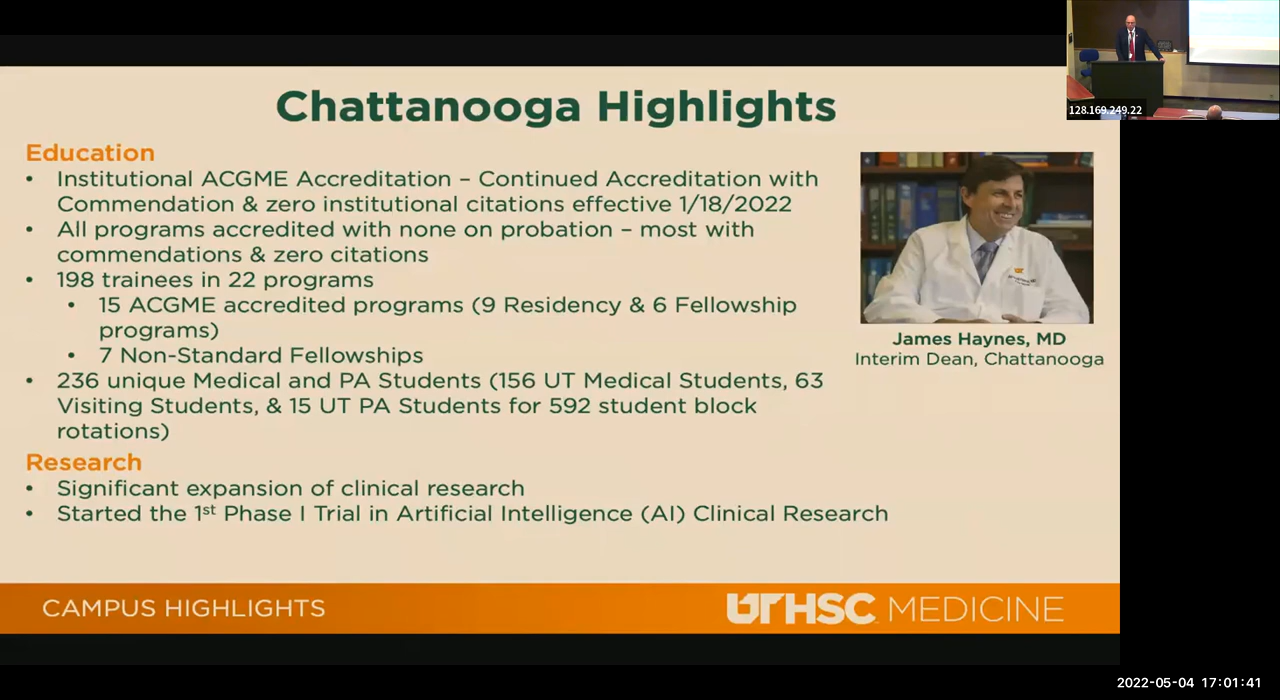 128.169.249.22
Chattanooga Highlights
Education
• Institutional ACGME Accreditation – Continued Accreditation with
Commendation & zero institutional citations effective 1/18/2022
• All programs accredited with none on probation – most with
commendations & zero citations
• 198 trainees in 22 programs
• 15 ACGME accredited programs (9 Residency & 6 Fellowship
programs)
• 7 Non-Standard Fellowships
• 236 unique Medical and PA Students (156 UT Medical Students, 63
Visiting Students, & 15 UT PA Students for 592 student block
rotations)
James Haynes, MD
Interim Dean, Chattanooga
Research
• Significant expansion of clinical research
• Started the 1st Phase I Trial in Artificial Intelligence (AI) Clinical Research
CAMPUS HIGHLIGHTS
UTHSC MEDICINE
2022-05-04 17:01:41